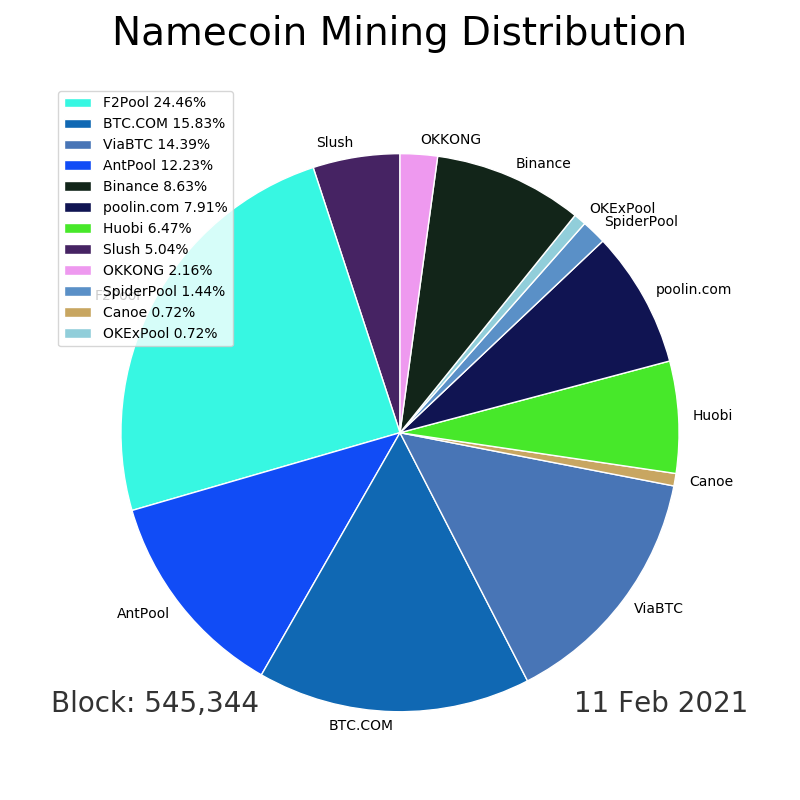 Namecoin Mining Distribution
F2Pool 24.46%
BTC.COM 15.83%
ViaBTC 14.39%
AntPool 12.23%
Binance 8.63%
poolin.com 7.91%
Huobi 6.47%
Slush 5.04%
OKKONG 2.16%
SpiderPool 1.44%
Canoe 0.72%
OKExPool 0.72%
Slush
OKKONG
Binance
OKExPool
SpiderPool
poolin.com
F2Pool
Huobi
Canoe
ViaBTC
AntPool
BTC.COM
Block: 545,344
11 Feb 2021